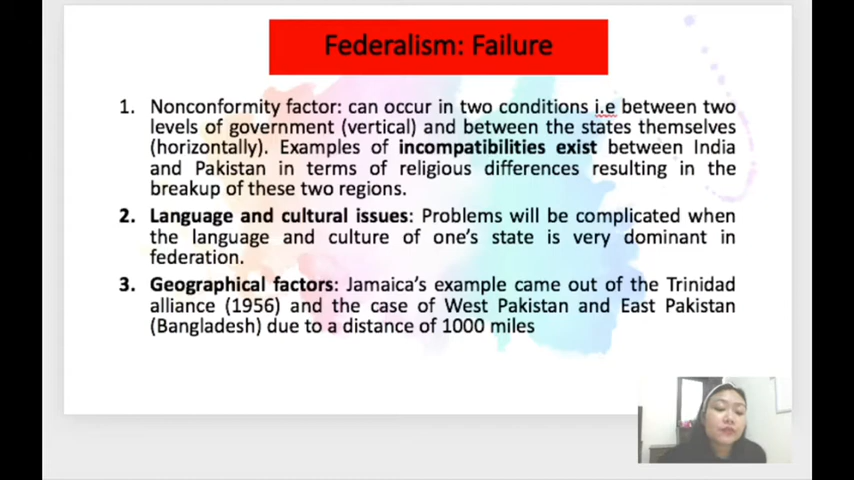 Federalism: Failure
1. Nonconformity factor: can occur in two conditions i.e between two
levels of government (vertical) and between the states themselves
(horizontally). Examples of incompatibilities exist between India
and Pakistan in terms of religious differences resulting in the
breakup of these two regions.
2. Language and cultural issues: Problems will be complicated when
the language and culture of one's state is very dominant in
federation.
3. Geographical factors: Jamaica's example came out of the Trinidad
alliance (1956) and the case of West Pakistan and East Pakistan
(Bangladesh) due to a distance of 1000 miles